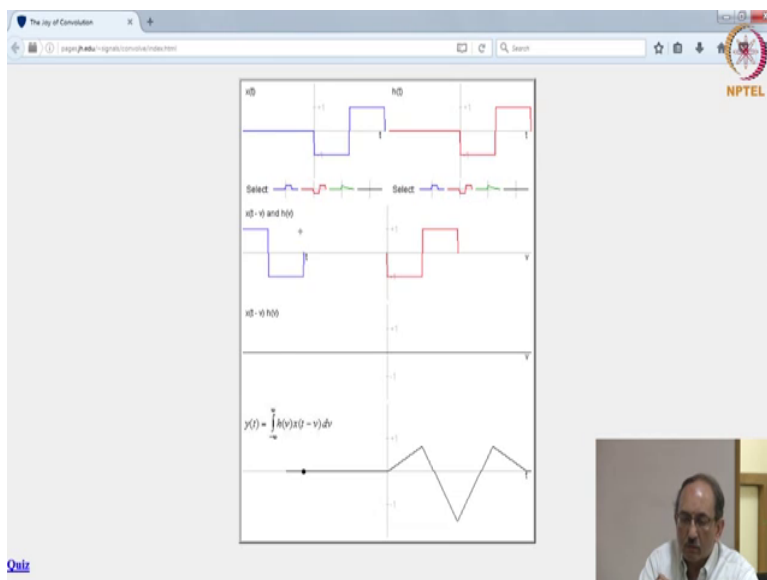 The Joy of Convolution
pages.jh.edu/~signals/convolve/index.html
Search
NPTEL
x(t)
+1
t
h(t)
+1
t
Select:
Select:
x(t - v) and h(v)
+1
t
v
-1
x(t - v) h(v)
+1
v
-1
y(t) = ∫ h(v)x(t - v)dv
+1
t
-1
Quiz